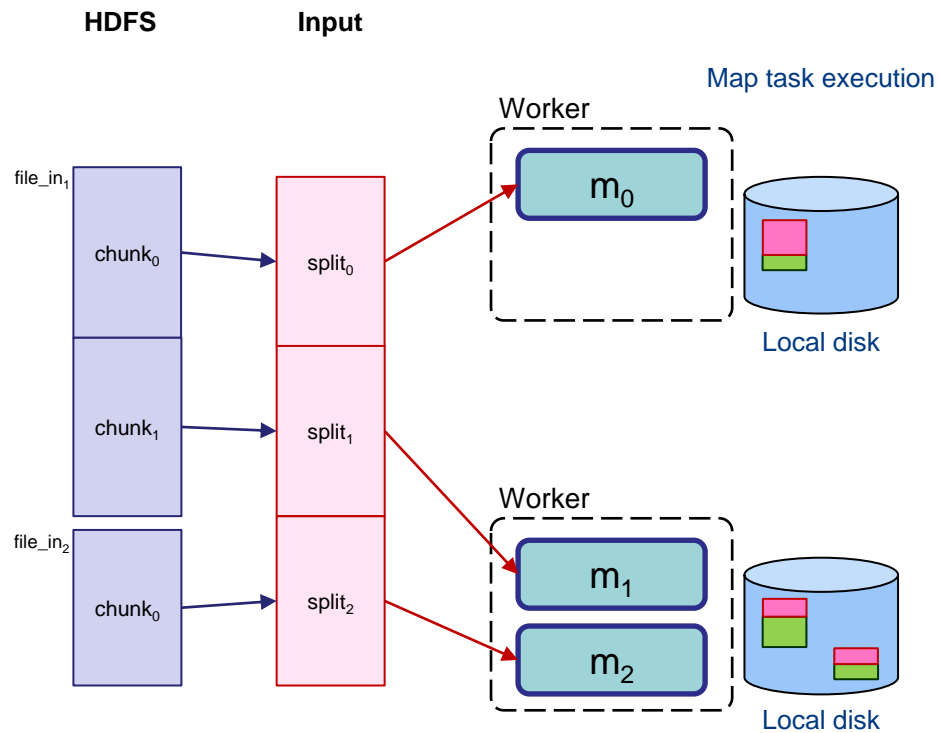 HDFS
Input
Map task execution
Worker
file_in₁
m₀
chunk₀
split₀
Local disk
chunk₁
split₁
Worker
file_in₂
m₁
chunk₀
split₂
m₂
Local disk